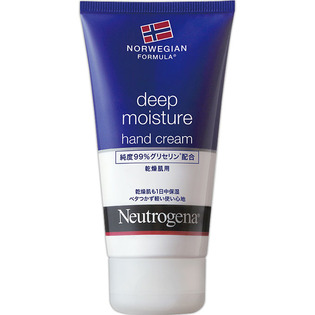 NORWEGIAN
FORMULA®
deep
moisture
hand cream
純度99%グリセリン*配合
乾燥肌用
乾燥肌も1日中保湿
ベタつかず軽い使い心地
Neutrogena®